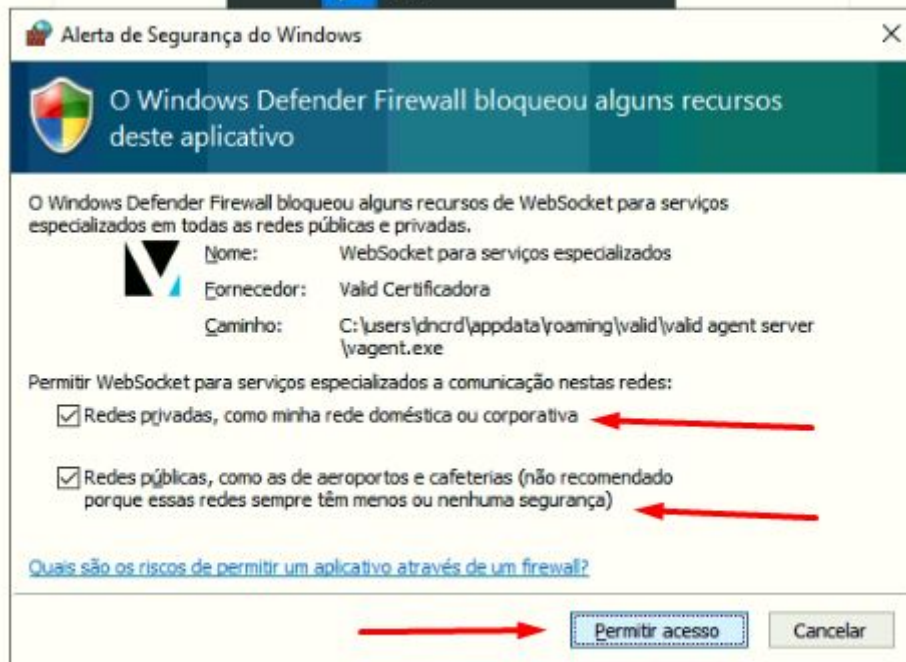 Alerta de Segurança do Windows
O Windows Defender Firewall bloqueou alguns recursos
deste aplicativo
O Windows Defender Firewall bloqueou alguns recursos de WebSocket para serviços
especializados em todas as redes públicas e privadas.
Nome: WebSocket para serviços especializados
Fornecedor: Valid Certificadora
Caminho: C:\users\dncrd\appdata\roaming\valid\valid agent server
\vagent.exe
Permitir WebSocket para serviços especializados a comunicação nestas redes:
Redes privadas, como minha rede doméstica ou corporativa
Redes públicas, como as de aeroportos e cafeterias (não recomendado
porque essas redes sempre têm menos ou nenhuma segurança)
Quais são os riscos de permitir um aplicativo através de um firewall?
Permitir acesso Cancelar